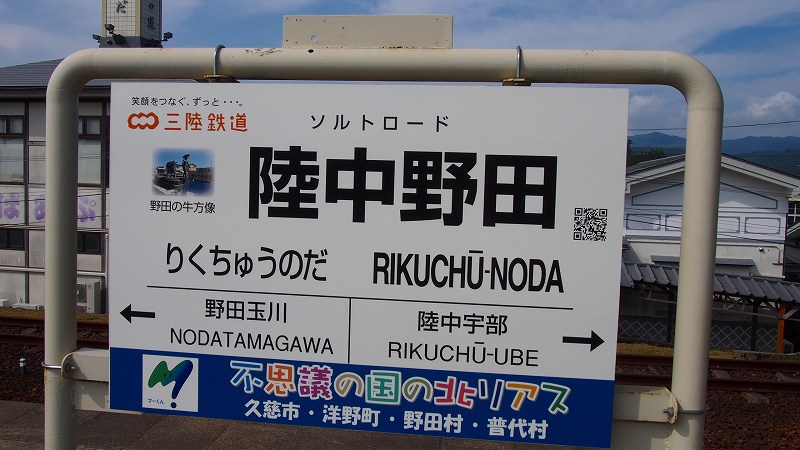 笑顔をつなぐ、ずっと・・・。
三陸鉄道
ソルトロード
陸中野田
野田の牛方像
りくちゅうのだ RIKUCHŪ-NODA
野田玉川
NODATAMAGAWA
陸中宇部
RIKUCHŪ-UBE
不思議の国の北リアス
久慈市・洋野町・野田村・普代村